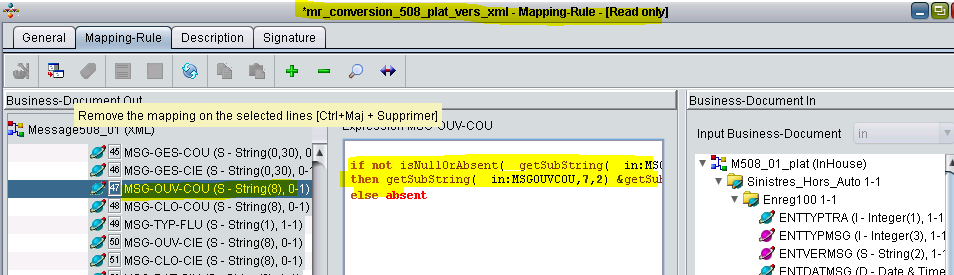 *mr_conversion_508_plat_vers_xml - Mapping-Rule - [Read only]
General Mapping-Rule Description Signature
Business-Document Out
Remove the mapping on the selected lines [Ctrl+Maj + Supprimer]
Message508_01 (XML)
45 MSG-GES-COU (S - String(0,30), 0-1)
46 MSG-GES-CIE (S - String(0,30), 0-1)
47 MSG-OUV-COU (S - String(8), 0-1)
48 MSG-CLO-COU (S - String(8), 0-1)
49 MSG-TYP-FLU (S - String(1), 1-1)
50 MSG-OUV-CIE (S - String(8), 0-1)
51 MSG-CLO-CIE (S - String(8), 0-1)
Expression MSG-OUV-COU
if not isNullOrAbsent( getSubString( in:MSG
then getSubString( in:MSGOUVCOU,7,2) &getSub
else absent
Business-Document In
Input Business-Document in
M508_01_plat (InHouse)
Sinistres_Hors_Auto 1-1
Enreg100 1-1
ENTTYPTRA (I - Integer(1), 1-1
ENTTYPMSG (I - Integer(3), 1-1
ENTVERMSG (S - String(2), 1-1)
ENTDATMSG (D - Date & Time